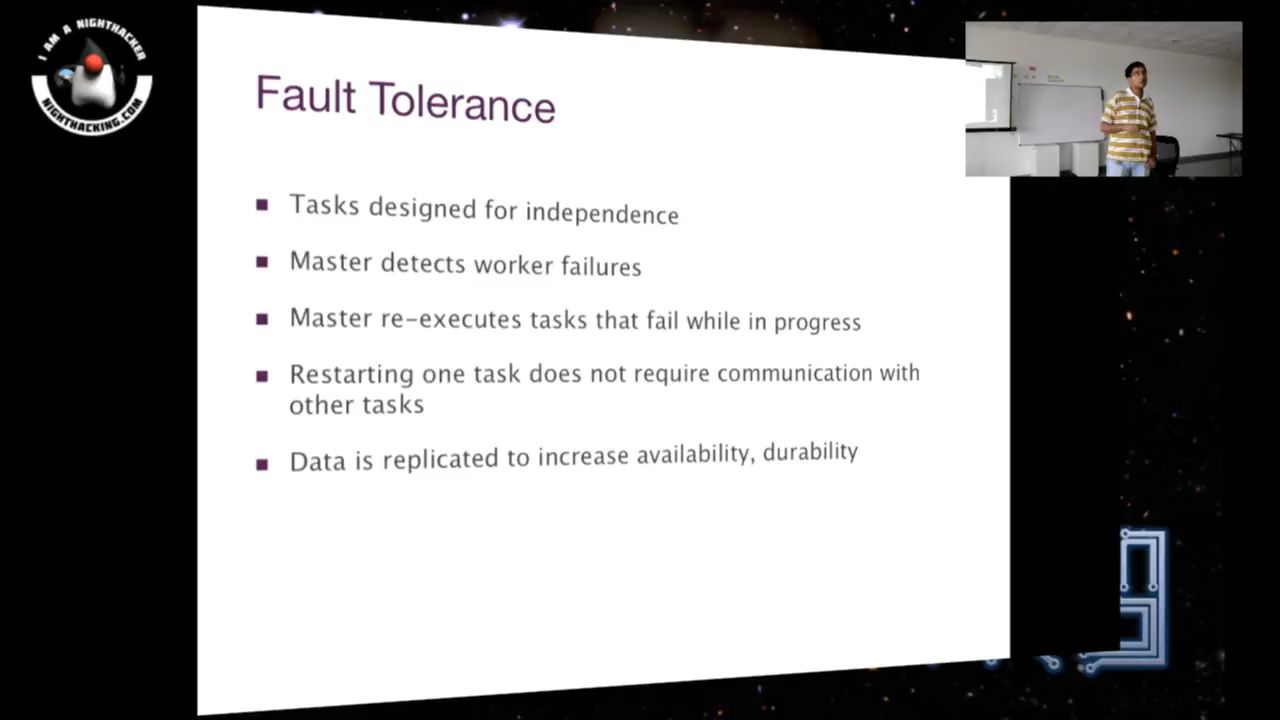 I AM A NIGHTHACKER
NIGHTHACKING.COM
Fault Tolerance
Tasks designed for independence
Master detects worker failures
Master re-executes tasks that fail while in progress
Restarting one task does not require communication with
other tasks
Data is replicated to increase availability, durability
g